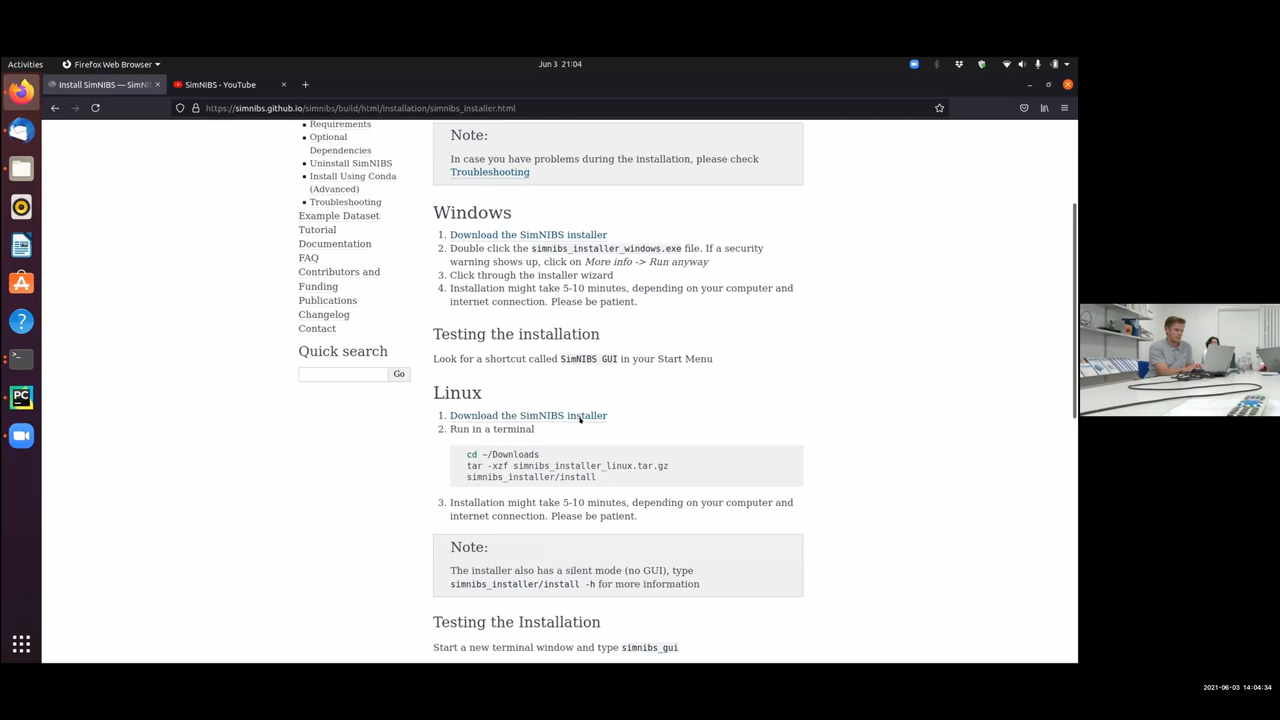 Activities
Firefox Web Browser
Jun 3 21:04
Install SimNIBS — SimNI
SimNIBS - YouTube
https://simnibs.github.io/simnibs/build/html/installation/simnibs_installer.html
Requirements
Optional
Dependencies
Uninstall SimNIBS
Install Using Conda
(Advanced)
Troubleshooting
Example Dataset
Tutorial
Documentation
FAQ
Contributors and
Funding
Publications
Changelog
Contact
Quick search
Go
Note:
In case you have problems during the installation, please check
Troubleshooting
Windows
1. Download the SimNIBS installer
2. Double click the simnibs_installer_windows.exe file. If a security
warning shows up, click on More info -> Run anyway
3. Click through the installer wizard
4. Installation might take 5-10 minutes, depending on your computer and
internet connection. Please be patient.
Testing the installation
Look for a shortcut called SimNIBS GUI in your Start Menu
Linux
1. Download the SimNIBS installer
2. Run in a terminal
cd ~/Downloads
tar -xzf simnibs_installer_linux.tar.gz
simnibs_installer/install
3. Installation might take 5-10 minutes, depending on your computer and
internet connection. Please be patient.
Note:
The installer also has a silent mode (no GUI), type
simnibs_installer/install -h for more information
Testing the Installation
Start a new terminal window and type simnibs_gui
PC
2021-06-03 14:04:34